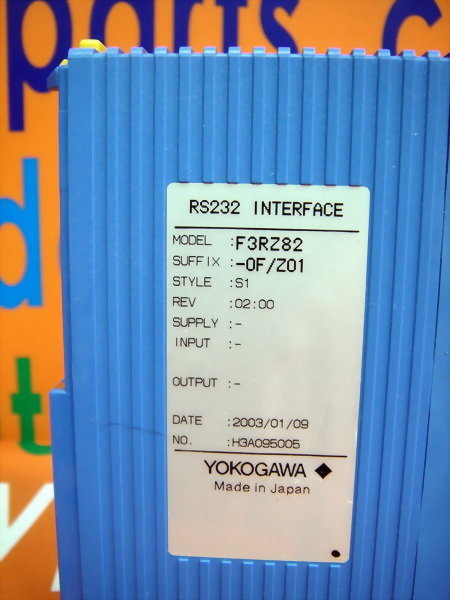 parts
RS232 INTERFACE
MODEL :F3RZ82
SUFFIX :-0F/Z01
STYLE :S1
REV :02:00
SUPPLY :-
INPUT :-
OUTPUT :-
DATE :2003/01/09
NO. :H3A095005
YOKOGAWA
Made in Japan